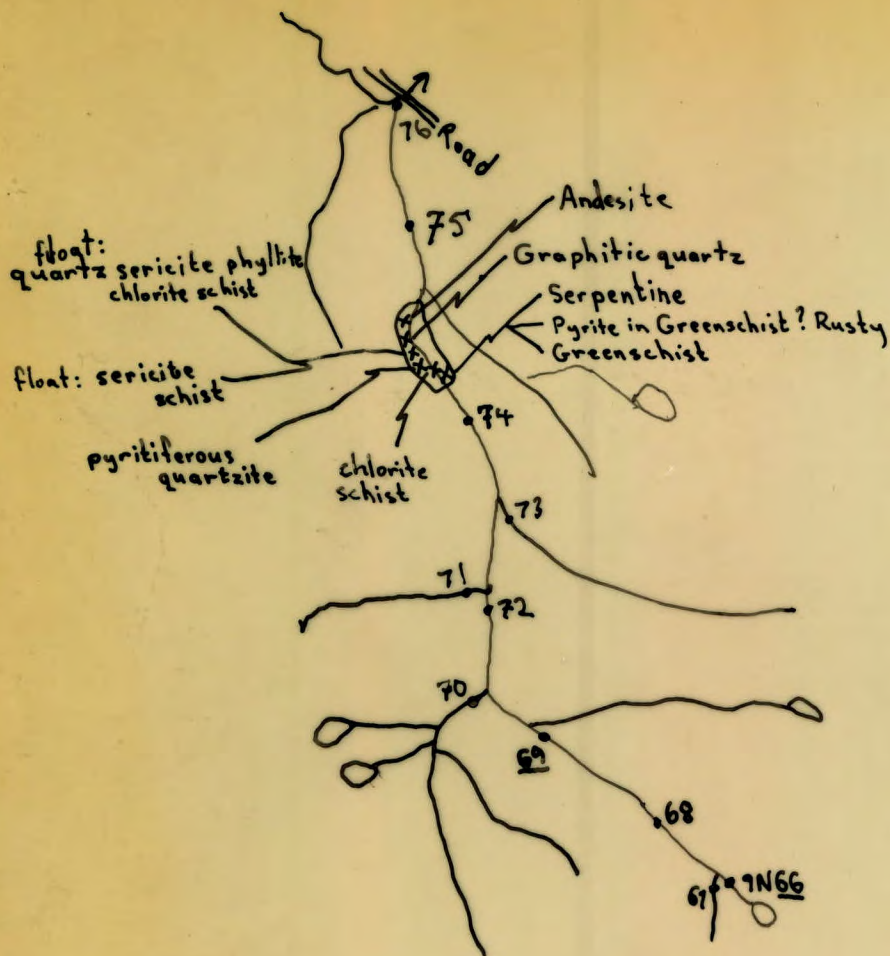 76
Road
75
Andesite
Graphitic quartz
Serpentine
Pyrite in Greenschist? Rusty
Greenschist
float:
quartz sericite phyllite
chlorite schist
float: sericite
schist
pyritiferous
quartzite
chlorite
schist
74
73
71
72
70
69
68
67
9N66